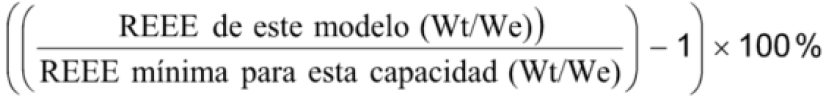 ((REEE de este modelo (Wt/We))
REEE mínima para esta capacidad (Wt/We)) − 1) × 100 %